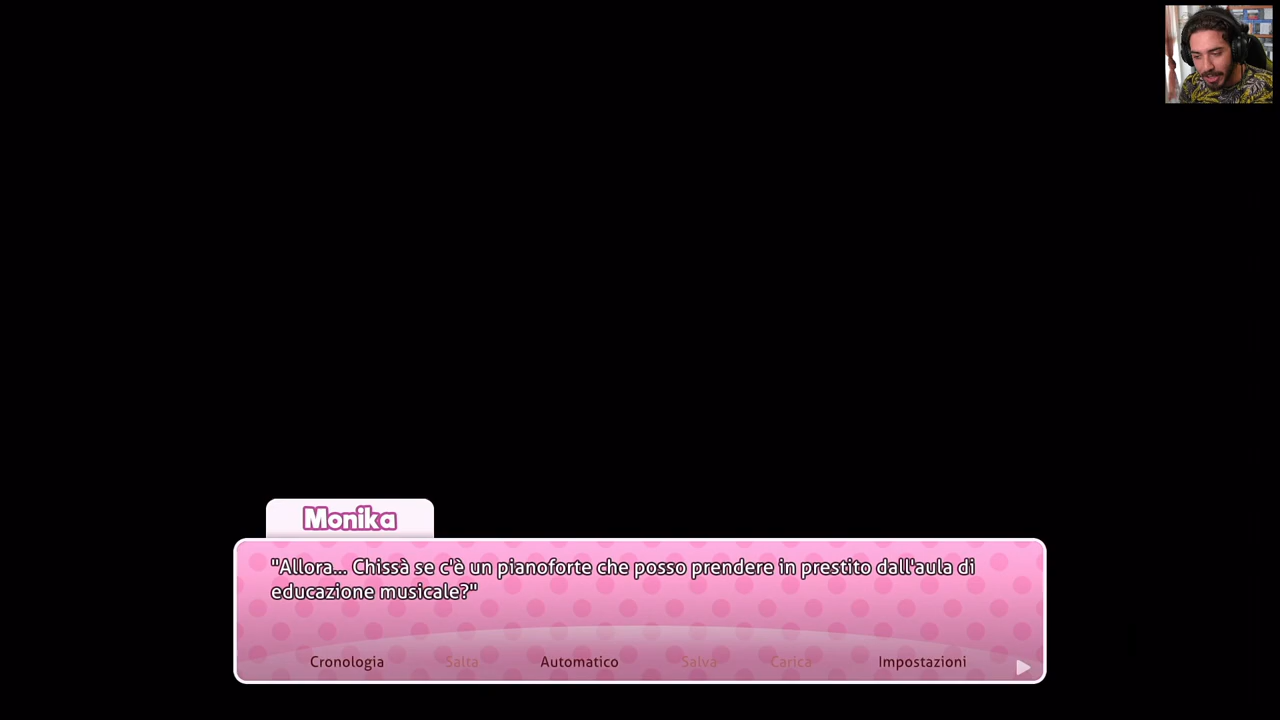 Monika
"Allora... Chissà se c'è un pianoforte che posso prendere in prestito dall'aula di
educazione musicale?"
Cronologia Salta Automatico Salva Carica Impostazioni